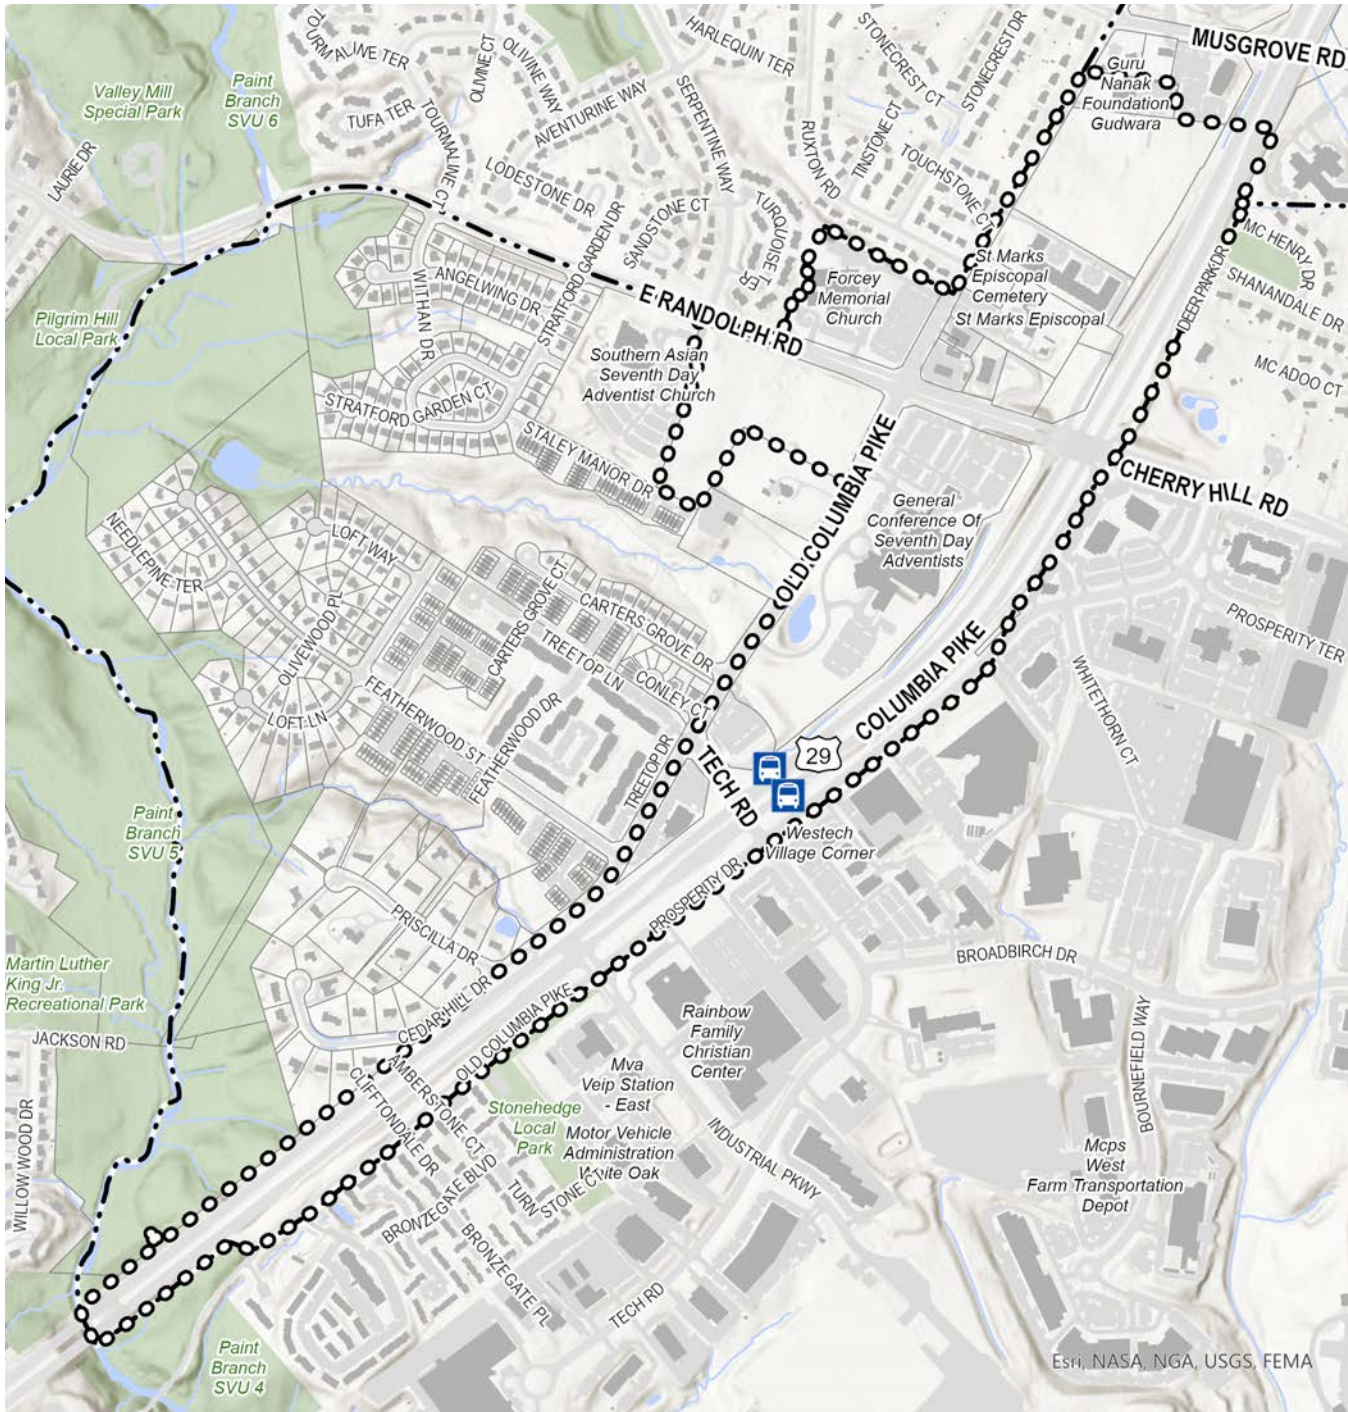 MUSGROVE RD
HARLEQUIN TER
STONECREST CT
STONECREST DR
OLIVINE WAY
TUFA TER
AVENTURINE WAY
SERPENTINE WAY
Valley Mill
Special Park
Paint
Branch
SVU 6
Guru
Nanak
Foundation
Gudwara
LAURIE DR
TOURMALINE CT
LODESTONE DR
RUXTON RD
TINSTONE CT
TOUCHSTONE CT
SANDSTONE CT
TURQUOISE TER
STRATFORD GARDEN DR
MC HENRY DR
SHANANDALE DR
DEER PARK DR
MC ADOO CT
ANGELWING DR
WITHAN DR
Pilgrim Hill
Local Park
E RANDOLPH RD
Forcey
Memorial
Church
St Marks
Episcopal
Cemetery
St Marks Episcopal
Southern Asian
Seventh Day
Adventist Church
STRATFORD GARDEN CT
STALEY MANOR DR
OLD COLUMBIA PIKE
CHERRY HILL RD
General
Conference Of
Seventh Day
Adventists
NEEDLEPINE TER
LOFT WAY
OLIVEWOOD PL
LOFT LN
CARTERS GROVE CT
CARTERS GROVE DR
TREETOP LN
CONLEY CT
FEATHERWOOD ST
FEATHERWOOD DR
TREETOP DR
TECH RD
COLUMBIA PIKE
29
PROSPERITY TER
WHITETHORN CT
Westech
Village Corner
PROSPERITY DR
Paint
Branch
SVU 5
PRISCILLA DR
Martin Luther
King Jr.
Recreational Park
JACKSON RD
CEDAR HILL DR
OLD COLUMBIA PIKE
BROADBIRCH DR
BOURNEFIELD WAY
Rainbow
Family
Christian
Center
Mva
Veip Station
- East
Stonehedge
Local
Park
Motor Vehicle
Administration
White Oak
AMBERSTONE CT
CLIFFTONDALE DR
WILLOW WOOD DR
BRONZEGATE BLVD
TURN
STONE CT
BRONZEGATE PL
INDUSTRIAL PKWY
TECH RD
Mcps
West
Farm Transportation
Depot
Paint
Branch
SVU 4
Esri, NASA, NGA, USGS, FEMA